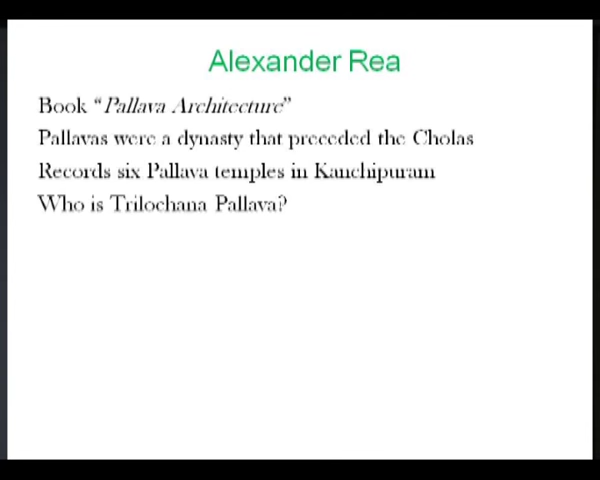 Alexander Rea
Book “Pallava Architecture”
Pallavas were a dynasty that preceded the Cholas
Records six Pallava temples in Kanchipuram
Who is Trilochana Pallava?